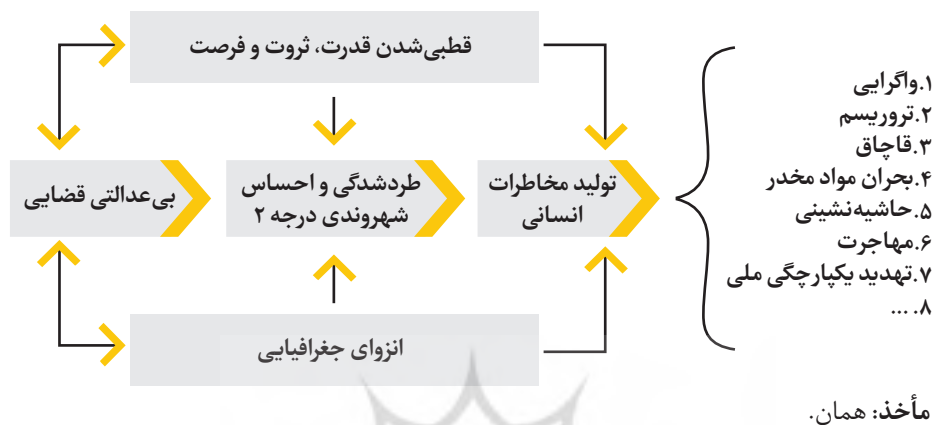 قطبی‌شدن قدرت، ثروت و فرصت
بی‌عدالتی قضایی
طردشدگی و احساس
شهروندی درجه ۲
تولید مخاطرات
انسانی
انزوای جغرافیایی
۱.واگرایی
۲.تروریسم
۳.قاچاق
۴.بحران مواد مخدر
۵.حاشیه‌نشینی
۶.مهاجرت
۷.تهدید یکپارچگی ملی
۸. ...
مأخذ: همان.